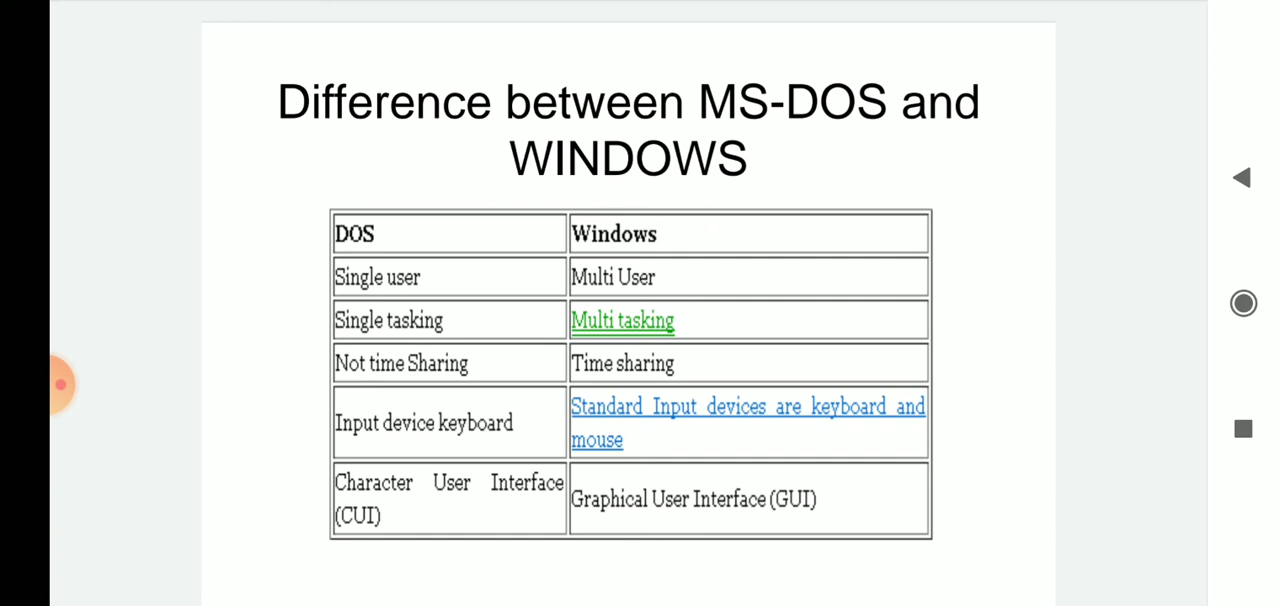 Difference between MS-DOS and
WINDOWS
DOS Windows
Single user Multi User
Single tasking Multi tasking
Not time Sharing Time sharing
Input device keyboard Standard Input devices are keyboard and
mouse
Character User Interface
(CUI) Graphical User Interface (GUI)